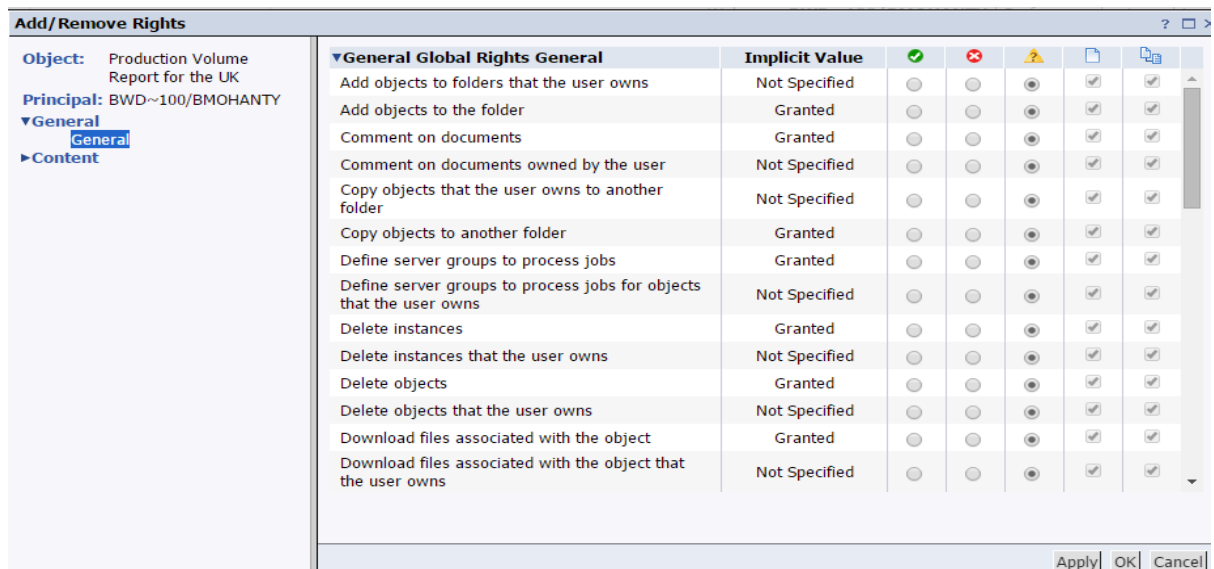 Add/Remove Rights
?
Object: Production Volume
Report for the UK
Principal: BWD~100/BMOHANTY
▼General
General
►Content
▼General Global Rights General Implicit Value
Add objects to folders that the user owns Not Specified
Add objects to the folder Granted
Comment on documents Granted
Comment on documents owned by the user Not Specified
Copy objects that the user owns to another
folder Not Specified
Copy objects to another folder Granted
Define server groups to process jobs Granted
Define server groups to process jobs for objects
that the user owns Not Specified
Delete instances Granted
Delete instances that the user owns Not Specified
Delete objects Granted
Delete objects that the user owns Not Specified
Download files associated with the object Granted
Download files associated with the object that
the user owns Not Specified
Apply OK Cancel